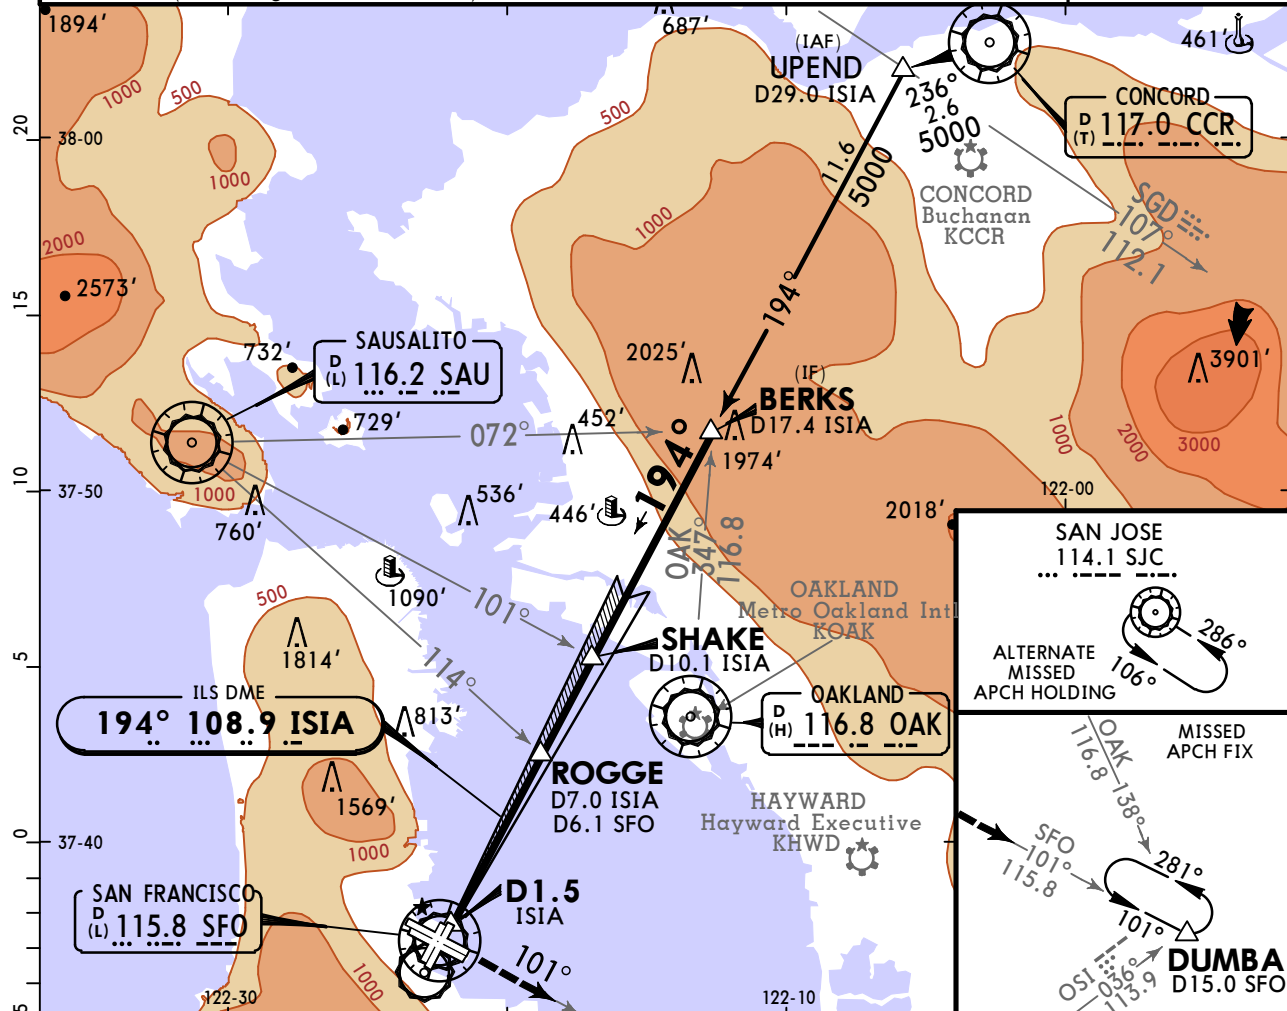 1894'
687'
461'
(IAF)
UPEND
D29.0 ISIA
236°
2.6
5000
CONCORD
D
(T)
117.0 CCR
1000
500
500
20
38-00
1000
11.6
5000
CONCORD
Buchanan
KCCR
SGD
107°
112.1
1000
2000
2573'
194°
15
732'
SAUSALITO
D
(L)
116.2 SAU
2025'
(IF)
BERKS
D17.4 ISIA
3901'
729'
072°
452'
1974'
1000
2000
3000
194°
10
37-50
1000
760'
536'
446'
122-00
2018'
OAK
347°
116.8
SAN JOSE
114.1 SJC
286°
106°
ALTERNATE
MISSED
APCH HOLDING
1090'
500
101°
OAKLAND
Metro Oakland Intl
KOAK
SHAKE
D10.1 ISIA
5
1814'
114°
ILS DME
194° 108.9 ISIA
813'
OAKLAND
D
(H)
116.8 OAK
OAK
116.8
138°
MISSED
APCH FIX
ROGGE
D7.0 ISIA
D6.1 SFO
1569'
HAYWARD
Hayward Executive
KHWD
0
37-40
1000
SFO
101°
115.8
281°
101°
SAN FRANCISCO
D
(L)
115.8 SFO
D1.5
ISIA
101°
DUMBA
D15.0 SFO
OSI
036°
113.9
1000
5
122-30
122-10